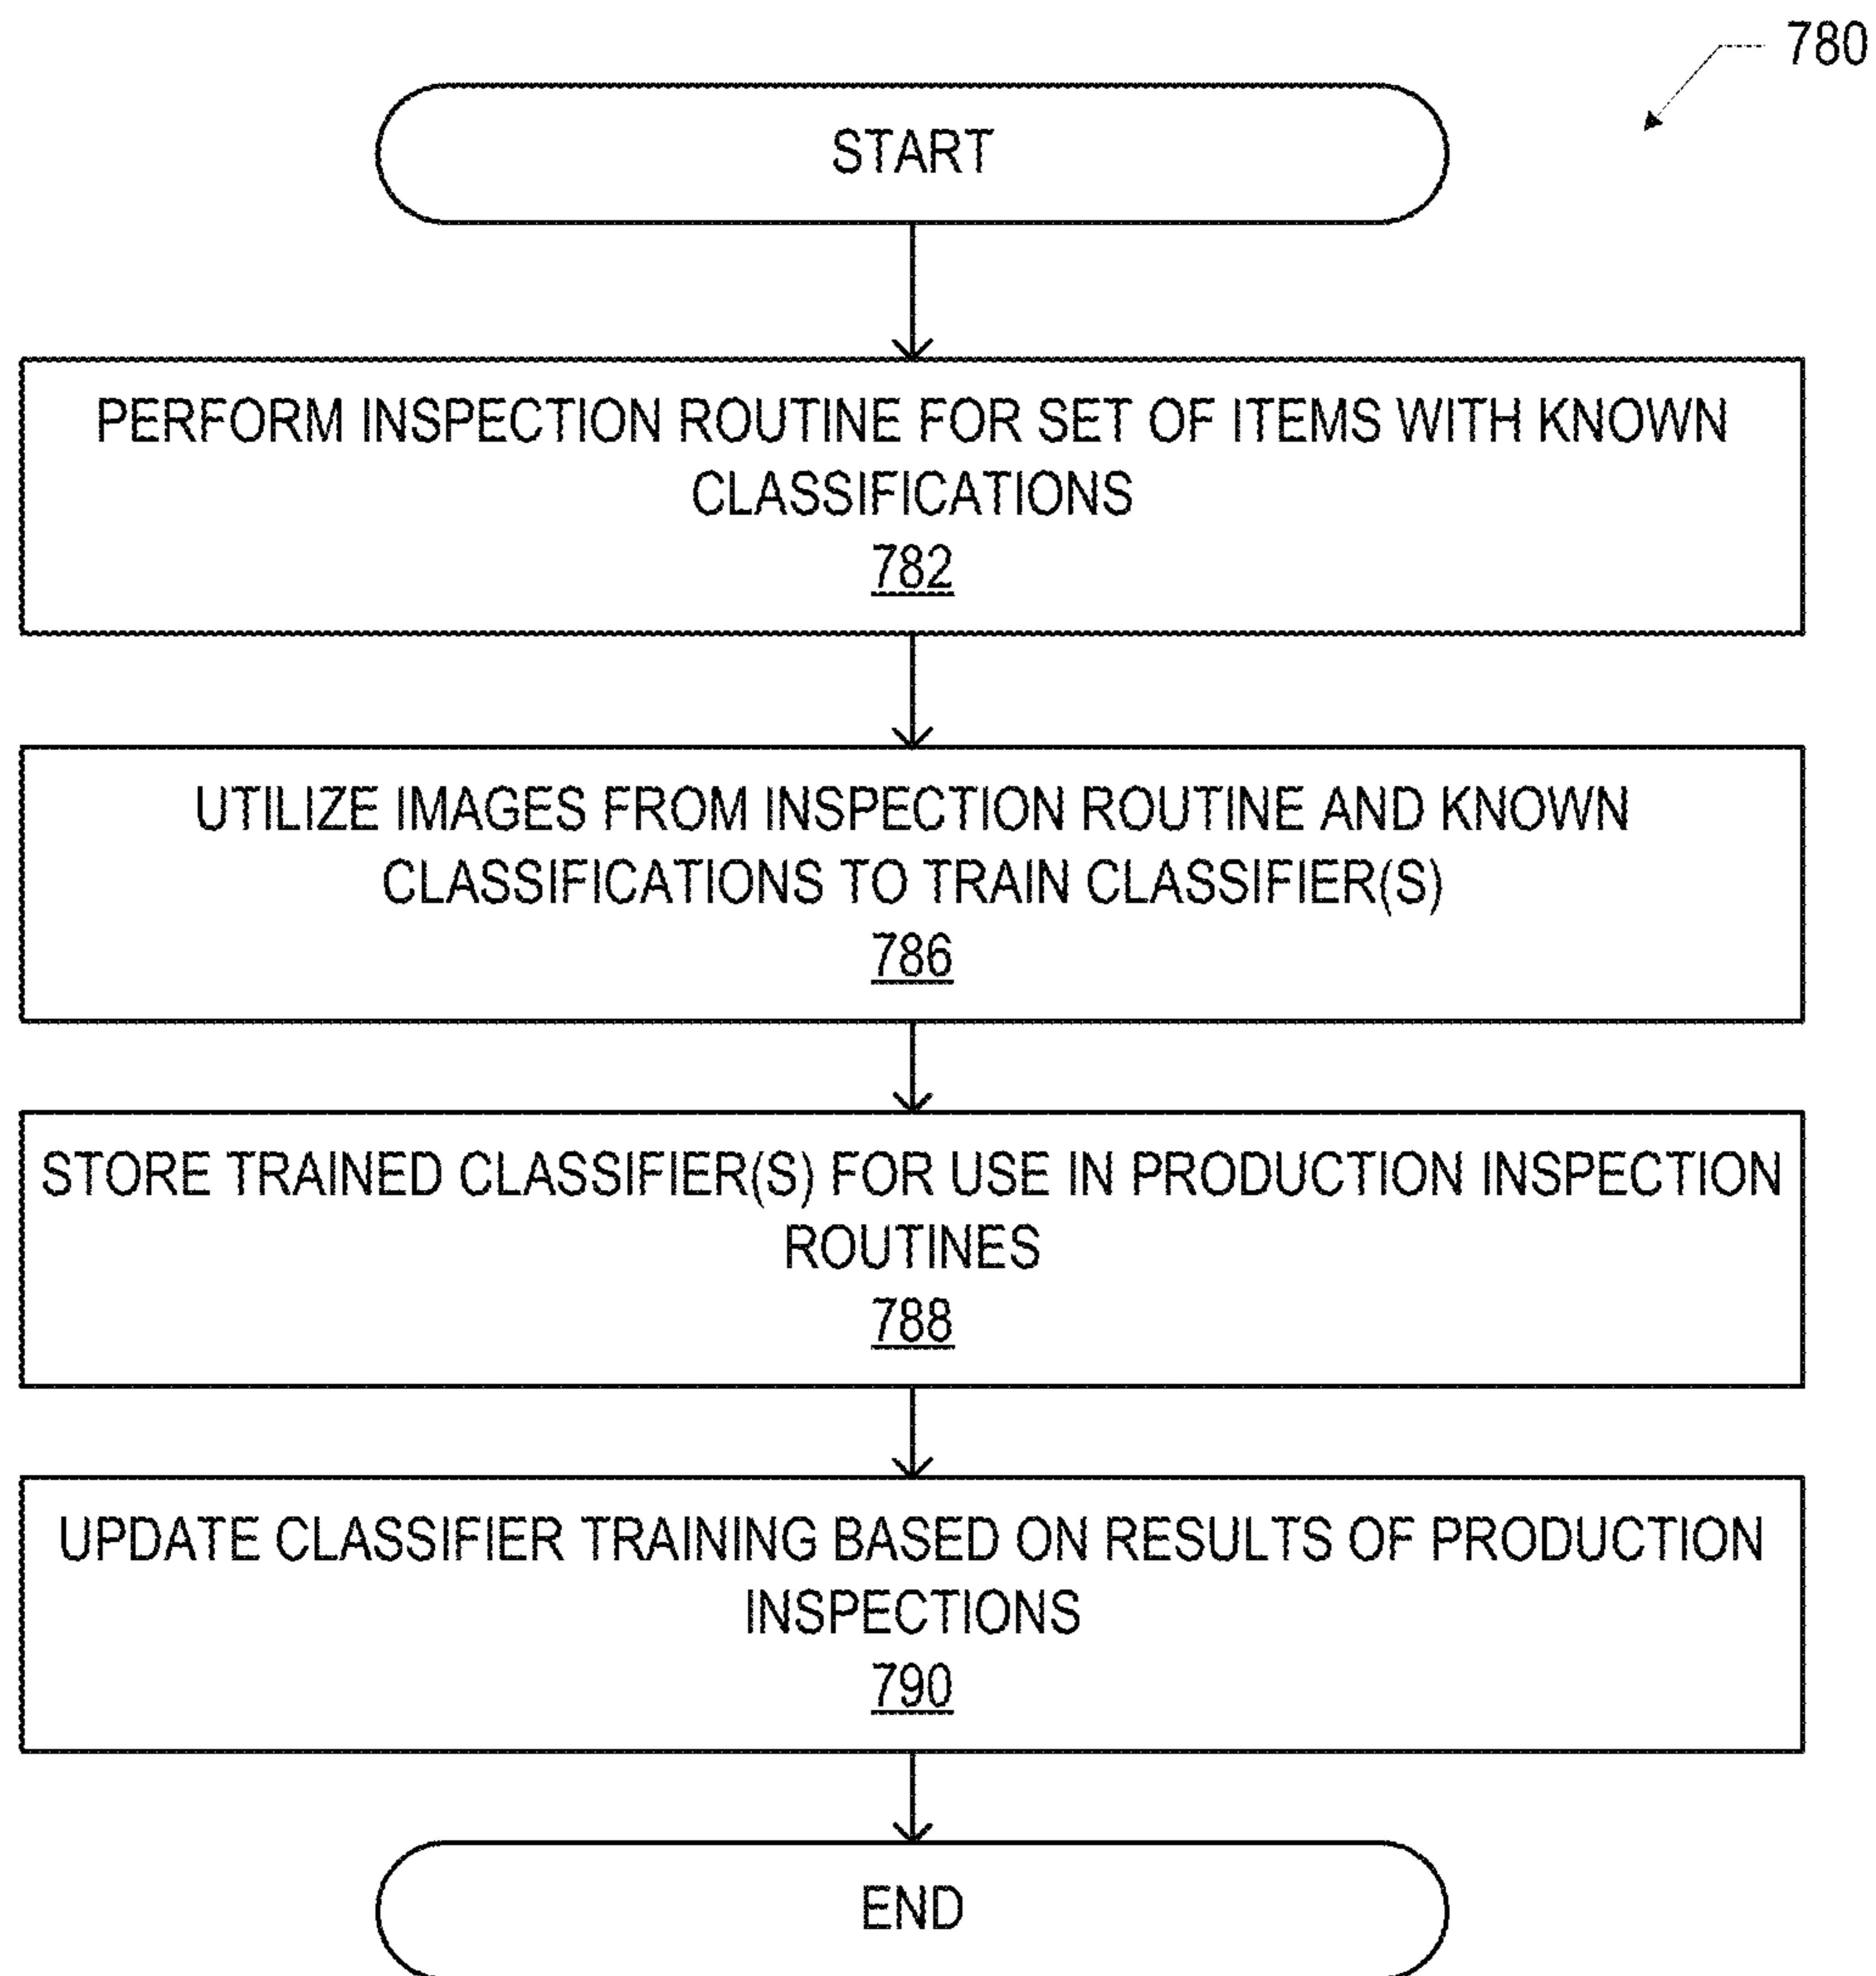 780
START
PERFORM INSPECTION ROUTINE FOR SET OF ITEMS WITH KNOWN
CLASSIFICATIONS
782
UTILIZE IMAGES FROM INSPECTION ROUTINE AND KNOWN
CLASSIFICATIONS TO TRAIN CLASSIFIER(S)
786
STORE TRAINED CLASSIFIER(S) FOR USE IN PRODUCTION INSPECTION
ROUTINES
788
UPDATE CLASSIFIER TRAINING BASED ON RESULTS OF PRODUCTION
INSPECTIONS
790
END